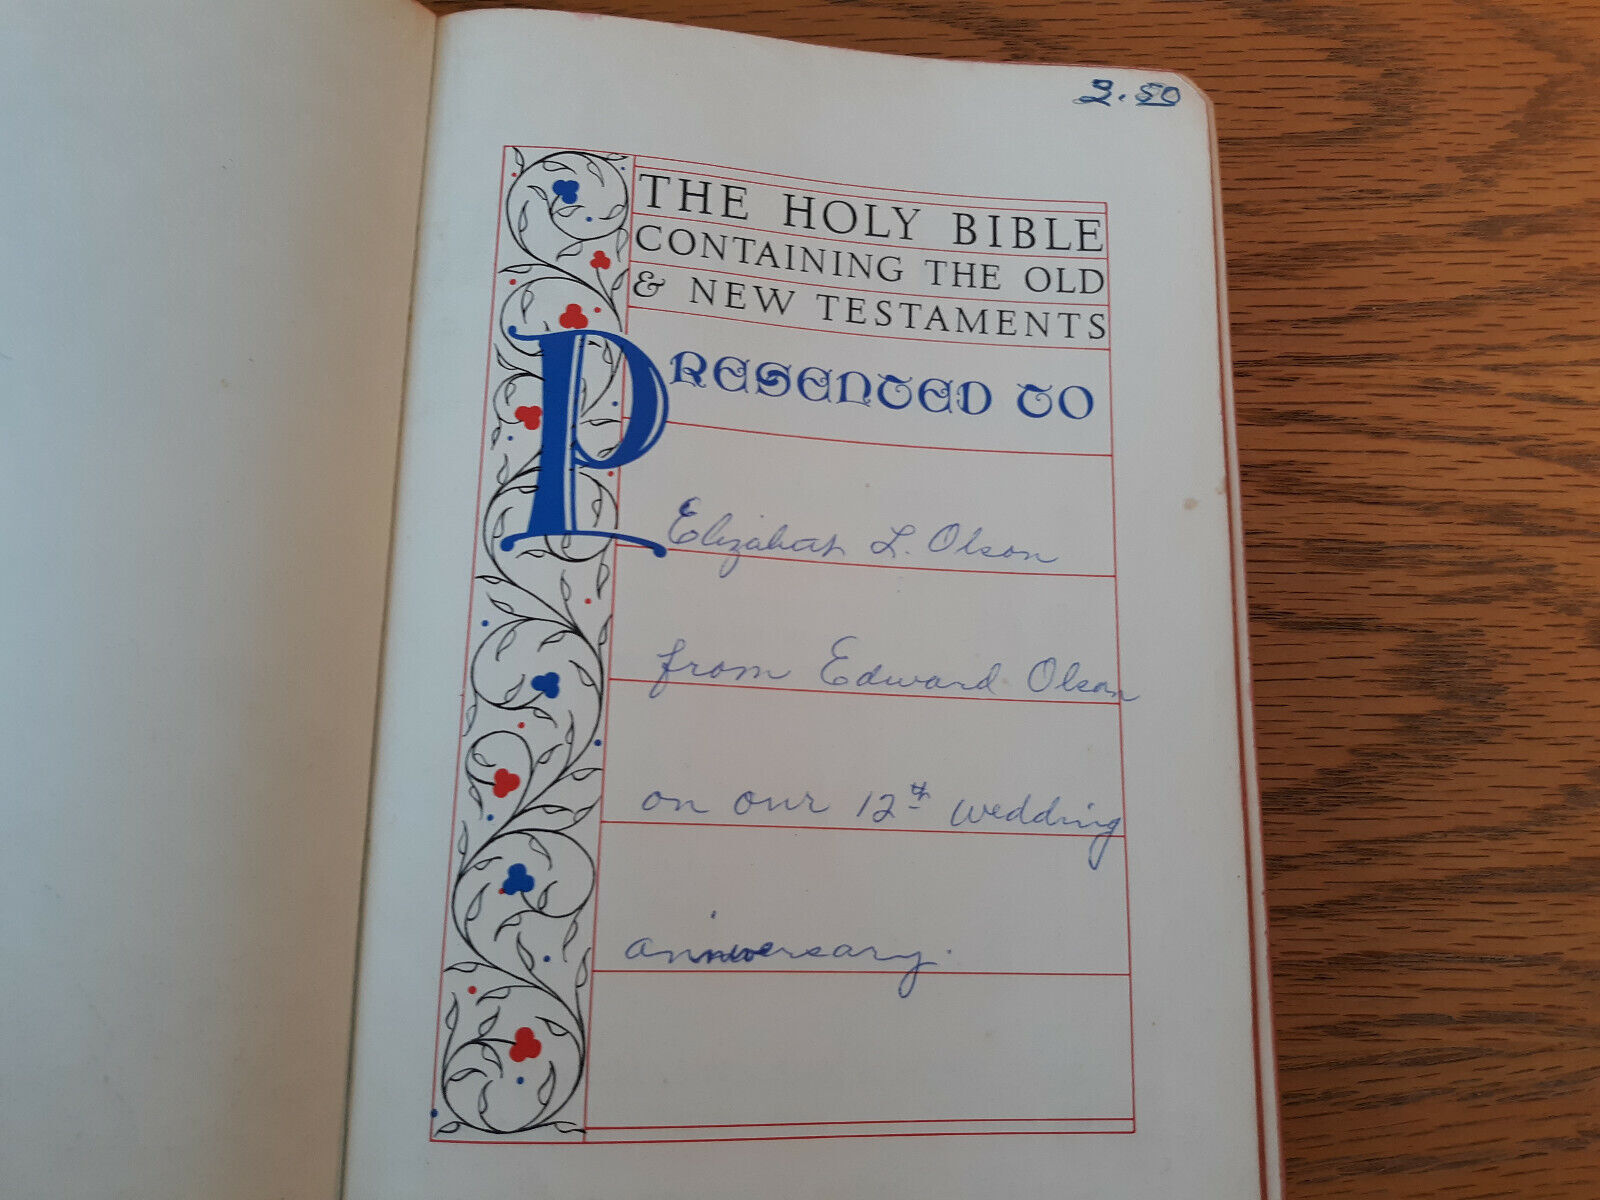 2.50
THE HOLY BIBLE
CONTAINING THE OLD
& NEW TESTAMENTS
PRESENTED TO
Elizabeth L. Olson
from Edward Olson
on our 12th wedding
anniversary.